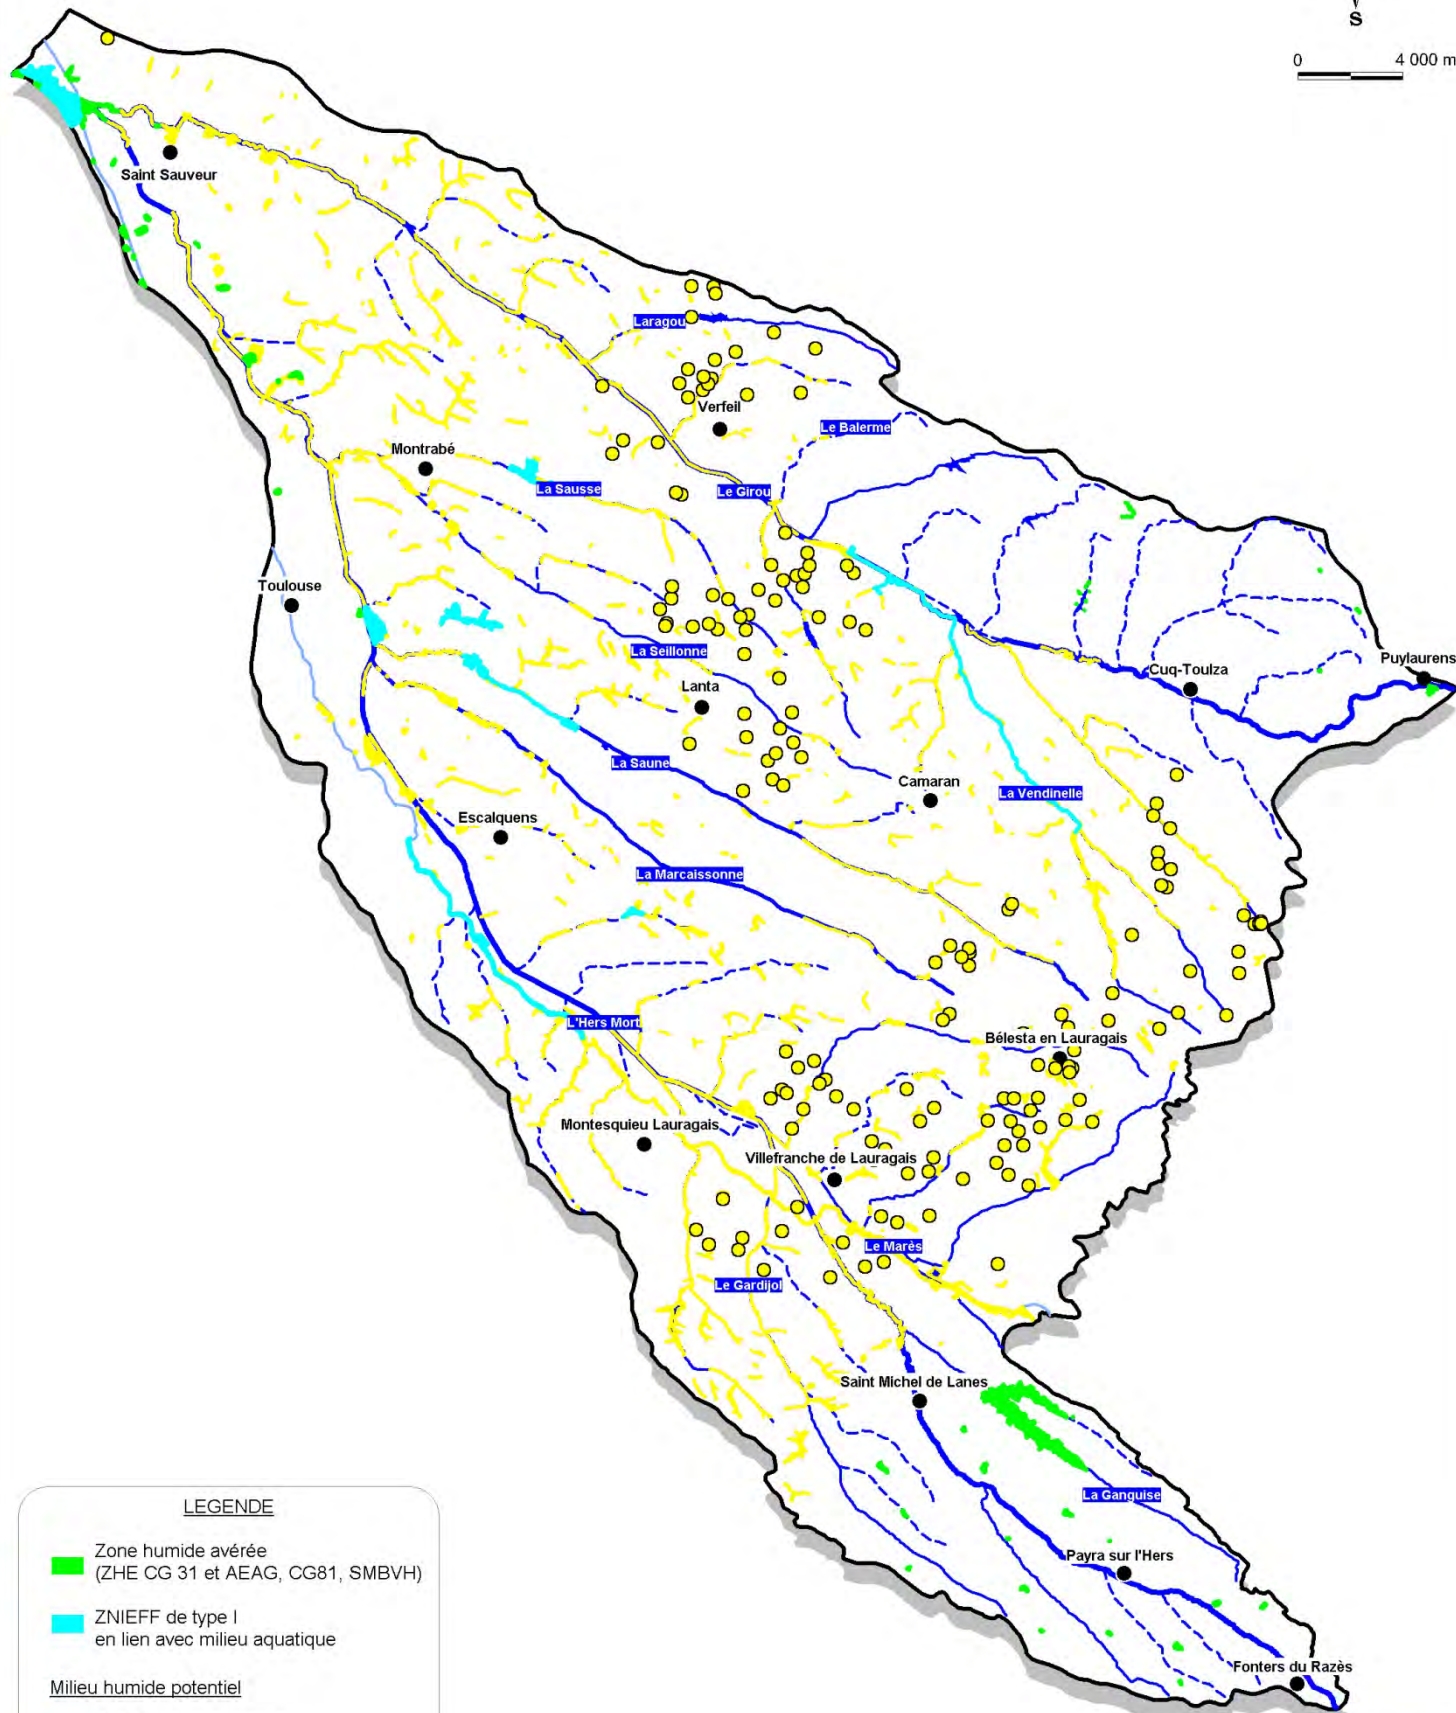 S
0 4 000 m
Saint Sauveur
Laragou
Verfeil
Le Balerme
Montrabé
La Sausse
Le Girou
Toulouse
La Seillonne
Puylaurens
Cuq-Toulza
Lanta
La Saune
Camaran
La Vendinelle
Escalquens
La Marcaissonne
L'Hers Mort
Bélesta en Lauragais
Montesquieu Lauragais
Villefranche de Lauragais
Le Marès
Le Gardijol
Saint Michel de Lanes
La Ganguise
Payra sur l'Hers
Fonters du Razès
LEGENDE
Zone humide avérée
(ZHE CG 31 et AEAG, CG81, SMBVH)
ZNIEFF de type I
en lien avec milieu aquatique
Milieu humide potentiel